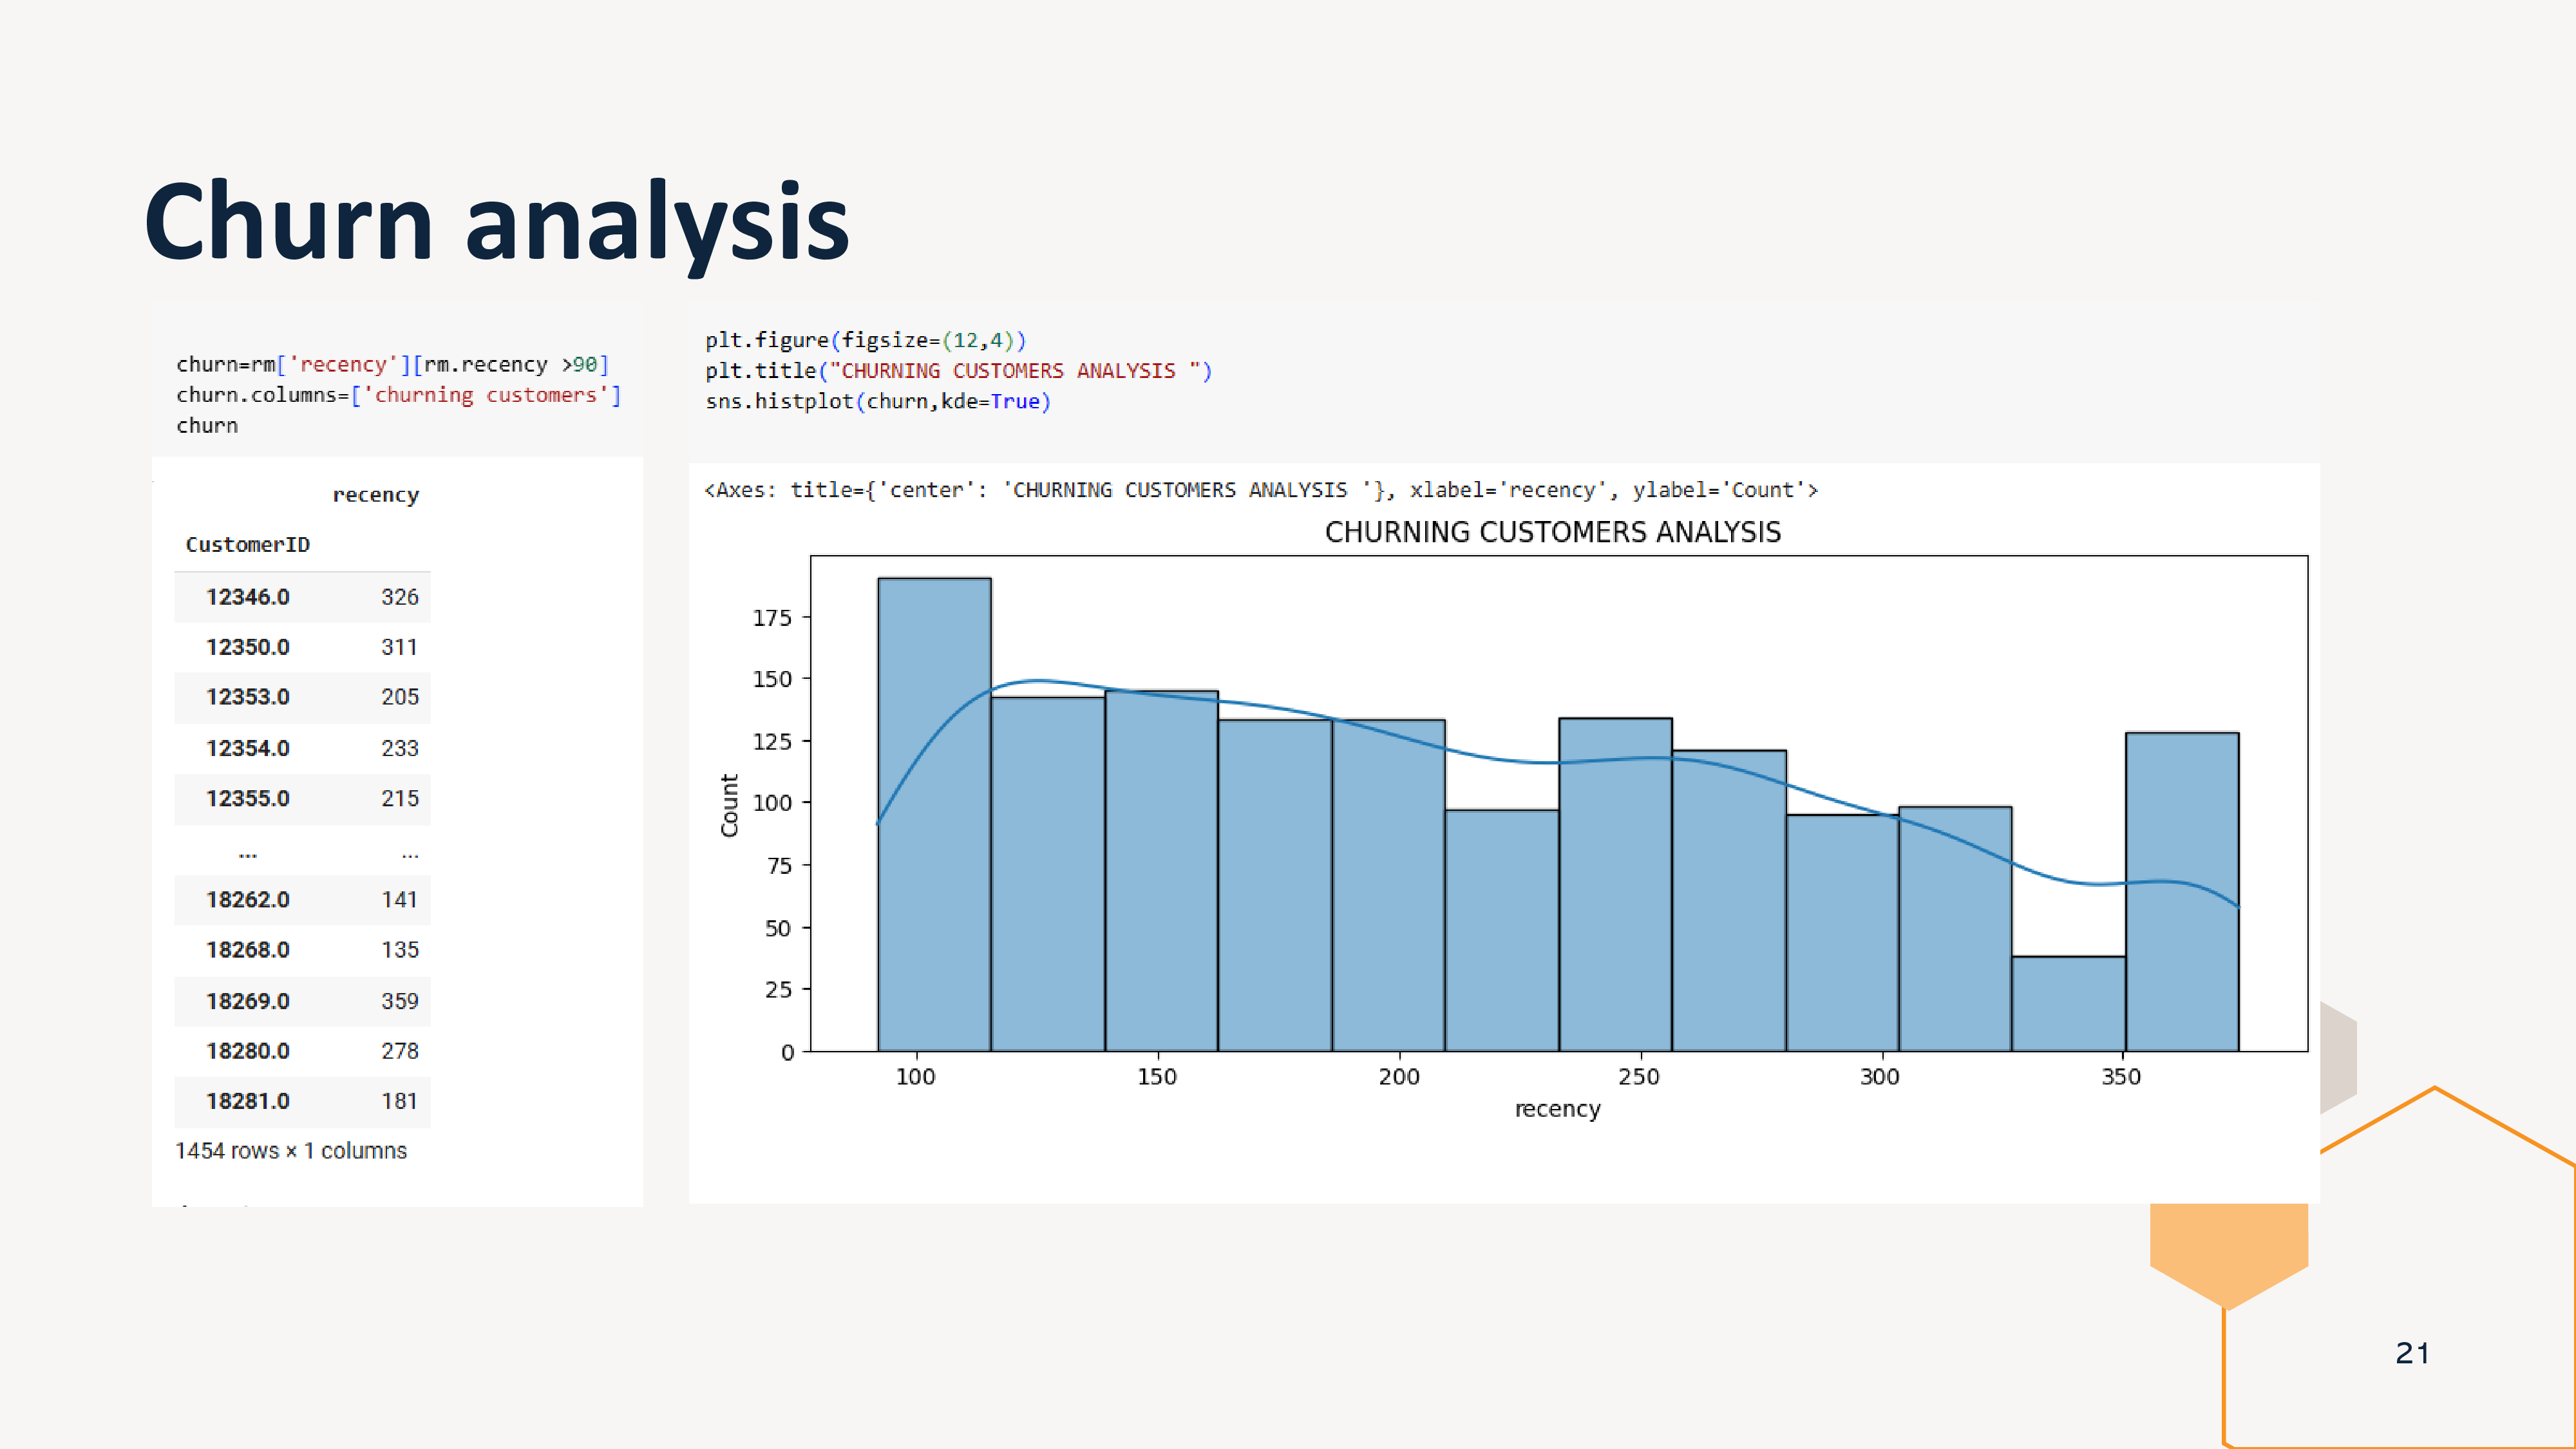 Churn analysis
churn=rm['recency'][rm.recency >90]
churn.columns=['churning customers']
churn
recency
CustomerID
12346.0 326
12350.0 311
12353.0 205
12354.0 233
12355.0 215
... ...
18262.0 141
18268.0 135
18269.0 359
18280.0 278
18281.0 181
1454 rows × 1 columns
plt.figure(figsize=(12,4))
plt.title("CHURNING CUSTOMERS ANALYSIS ")
sns.histplot(churn,kde=True)
<Axes: title={'center': 'CHURNING CUSTOMERS ANALYSIS '}, xlabel='recency', ylabel='Count'>
CHURNING CUSTOMERS ANALYSIS
175
150
125
100
75
50
25
0
Count
100 150 200 250 300 350
recency
21